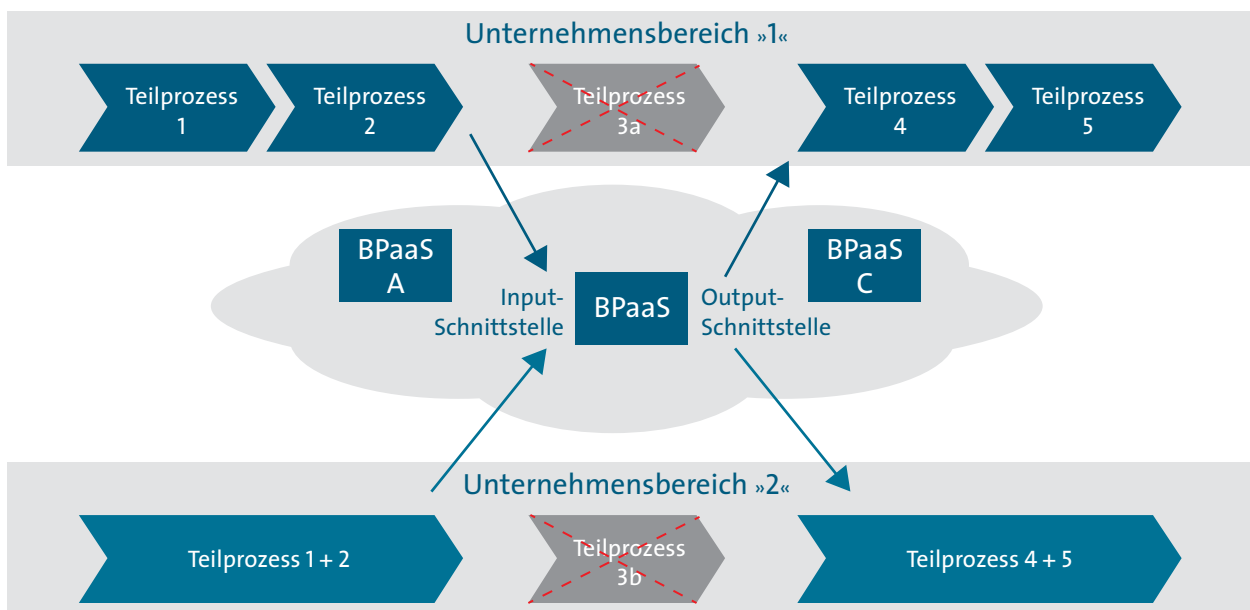 Unternehmensbereich »1«
Teilprozess
1
Teilprozess
2
Teilprozess
3a
Teilprozess
4
Teilprozess
5
BPaaS
A
BPaaS
C
Input-
Schnittstelle
BPaaS
Output-
Schnittstelle
Unternehmensbereich »2«
Teilprozess 1 + 2
Teilprozess
3b
Teilprozess 4 + 5